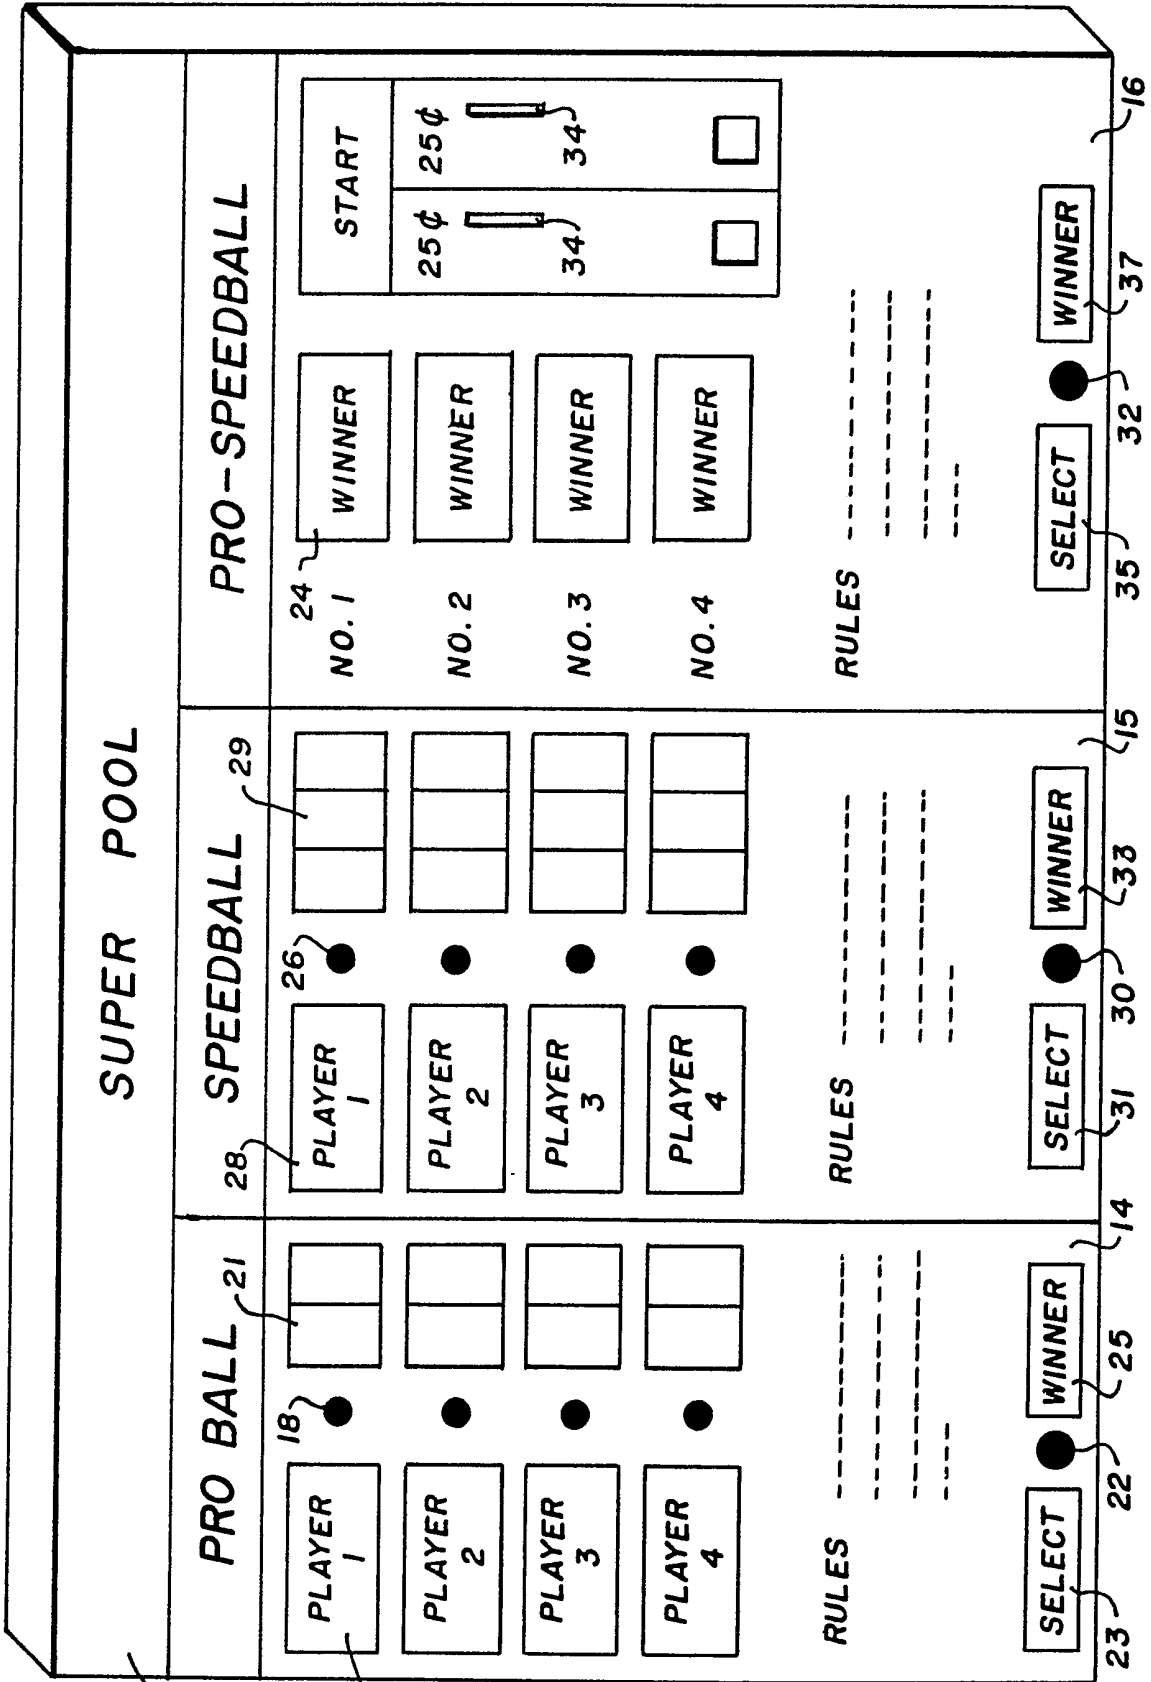 SUPER POOL
PRO BALL
SPEEDBALL
PRO-SPEEDBALL
21
28
29
18
26
24
PLAYER 1
PLAYER 2
PLAYER 3
PLAYER 4
PLAYER 1
PLAYER 2
PLAYER 3
PLAYER 4
NO. 1
WINNER
NO. 2
WINNER
NO. 3
WINNER
NO. 4
WINNER
START
25¢
25¢
34
34
RULES
RULES
RULES
SELECT
WINNER
SELECT
WINNER
SELECT
WINNER
23
22
25
14
31
30
33
15
35
32
37
16